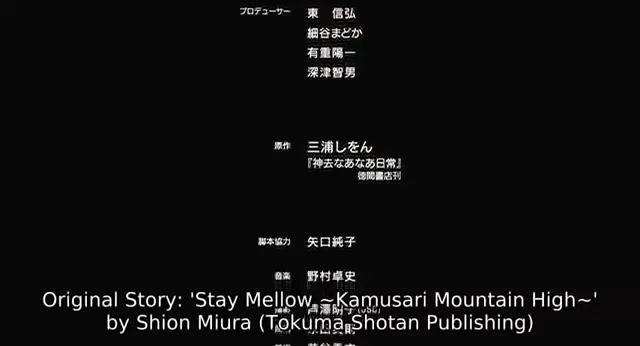 プロデューサー 東 信弘
細谷まどか
有重陽一
深津智男
原作 三浦しをん
『神去なあなあ日常』
徳間書店刊
脚本協力 矢口純子
音楽 野村卓史
Original Story: 'Stay Mellow ~Kamusari Mountain High~'
by Shion Miura (Tokuma Shotan Publishing)